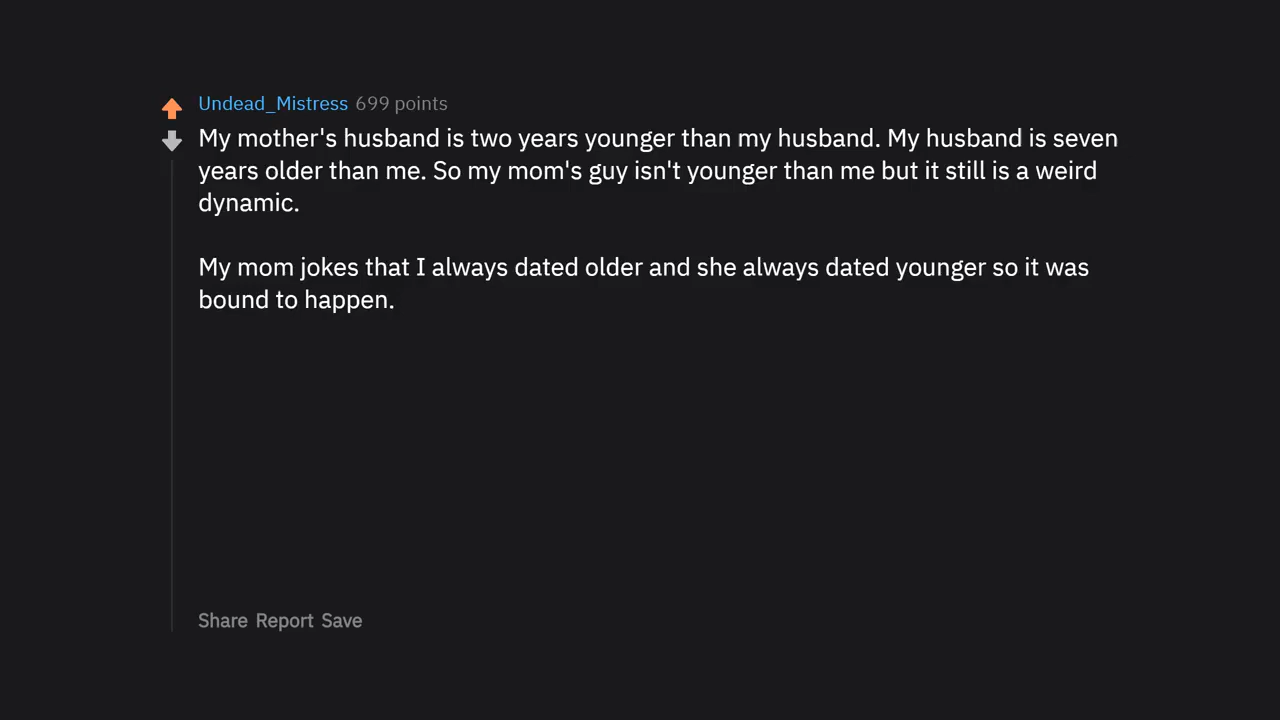 Undead_Mistress 699 points
My mother's husband is two years younger than my husband. My husband is seven
years older than me. So my mom's guy isn't younger than me but it still is a weird
dynamic.
My mom jokes that I always dated older and she always dated younger so it was
bound to happen.
Share Report Save